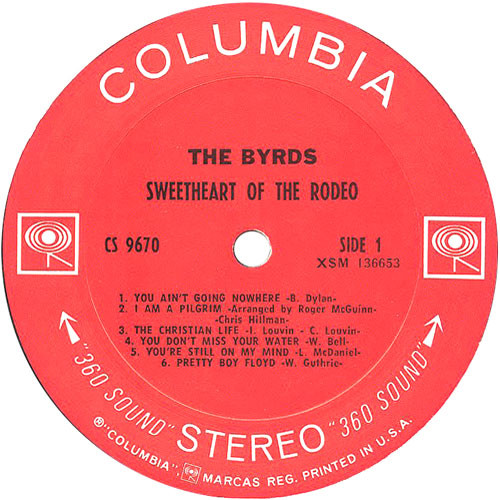 COLUMBIA
THE BYRDS
SWEETHEART OF THE RODEO
CS 9670
SIDE 1
XSM 136653
1. YOU AIN'T GOING NOWHERE -B. Dylan-
2. I AM A PILGRIM -Arranged by Roger McGuinn-
-Chris Hillman-
3. THE CHRISTIAN LIFE -I. Louvin - C. Louvin-
4. YOU DON'T MISS YOUR WATER -W. Bell-
5. YOU'RE STILL ON MY MIND -L. McDaniel-
6. PRETTY BOY FLOYD -W. Guthrie-
"360 SOUND" STEREO "360 SOUND"
® "COLUMBIA", MARCAS REG. PRINTED IN U.S.A.